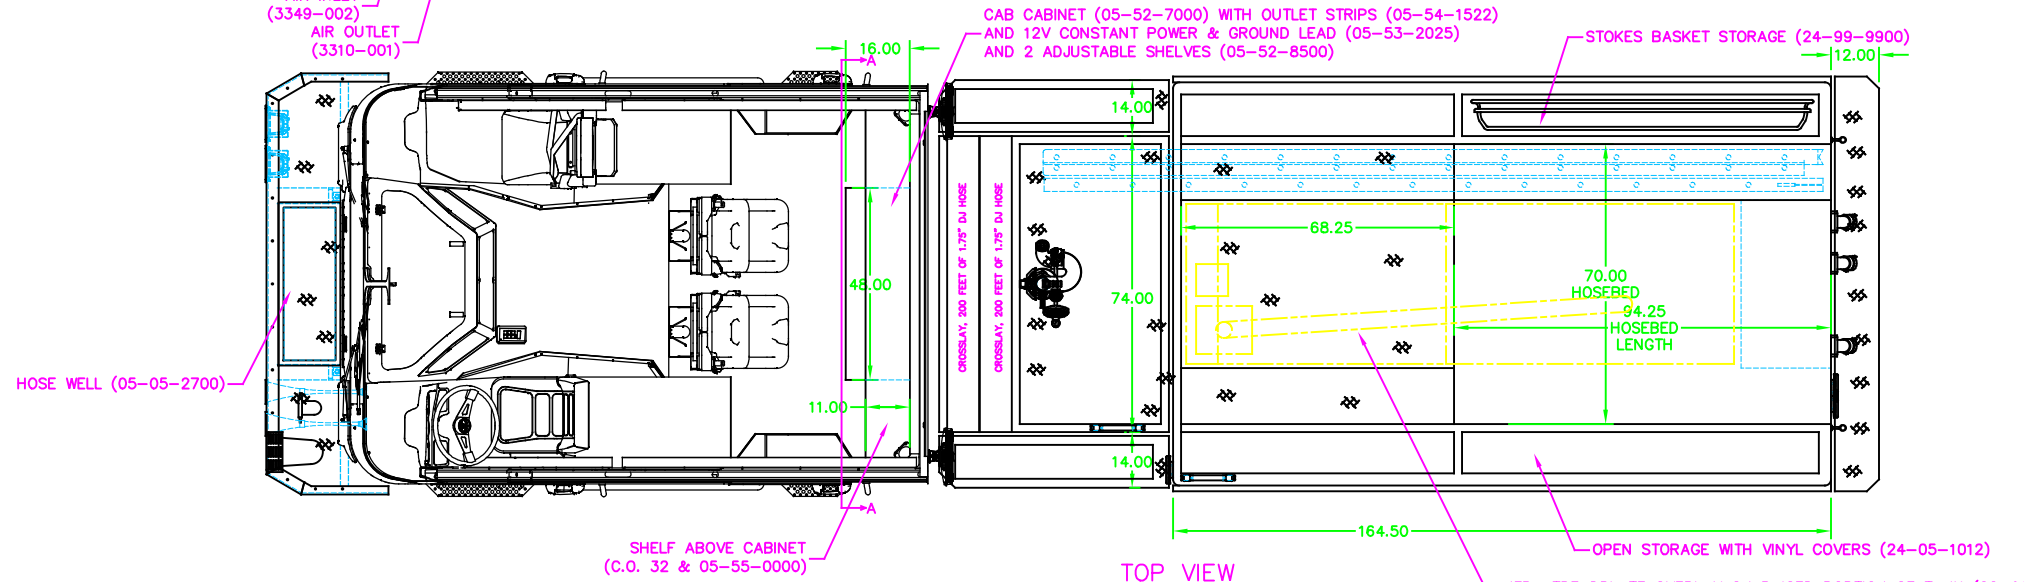 (3349-002)
AIR OUTLET
(3310-001)
CAB CABINET (05-52-7000) WITH OUTLET STRIPS (05-54-1522)
AND 12V CONSTANT POWER & GROUND LEAD (05-53-2025)
AND 2 ADJUSTABLE SHELVES (05-52-8500)
STOKES BASKET STORAGE (24-99-9900)
16.00
12.00
A
14.00
CROSSLAY, 200 FEET OF 1.75" DJ HOSE
CROSSLAY, 200 FEET OF 1.75" DJ HOSE
68.25
48.00
74.00
70.00
HOSEBED
94.25
HOSEBED
LENGTH
HOSE WELL (05-05-2700)
11.00
14.00
A
164.50
SHELF ABOVE CABINET
(C.O. 32 & 05-55-0000)
OPEN STORAGE WITH VINYL COVERS (24-05-1012)
TOP VIEW